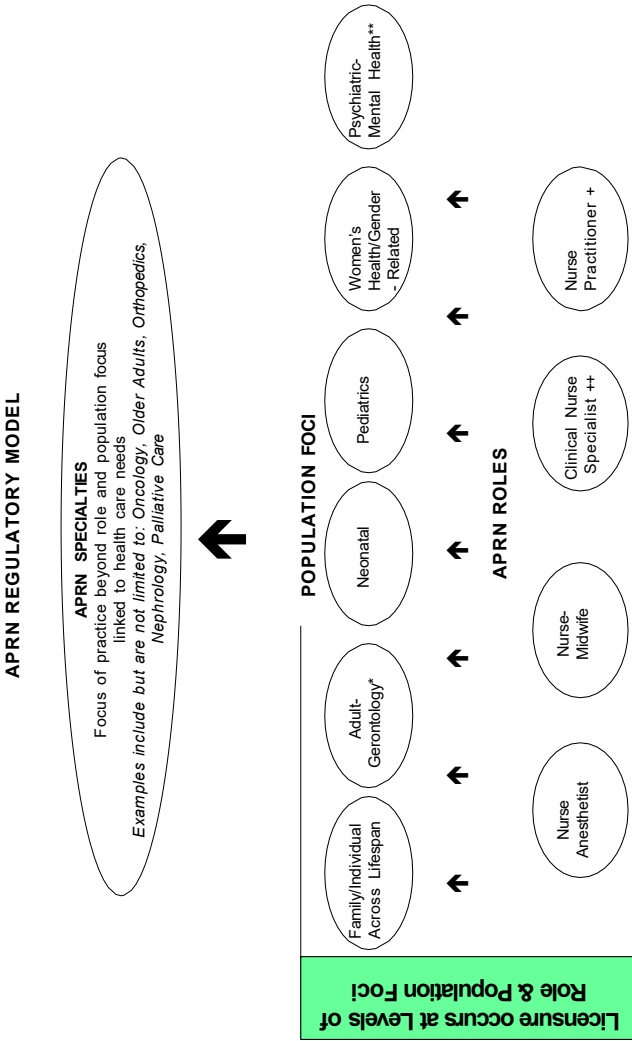 APRN REGULATORY MODEL
APRN SPECIALTIES
Focus of practice beyond role and population focus
linked to health care needs
Examples include but are not limited to: Oncology, Older Adults, Orthopedics,
Nephrology, Palliative Care
POPULATION FOCI
Family/Individual
Across Lifespan
Adult-
Gerontology*
Neonatal
Pediatrics
Women's
Health/Gender
- Related
Psychiatric-
Mental Health**
APRN ROLES
Nurse
Anesthetist
Nurse-
Midwife
Clinical Nurse
Specialist ++
Nurse
Practitioner +
Licensure occurs at Levels of
Role & Population Foci